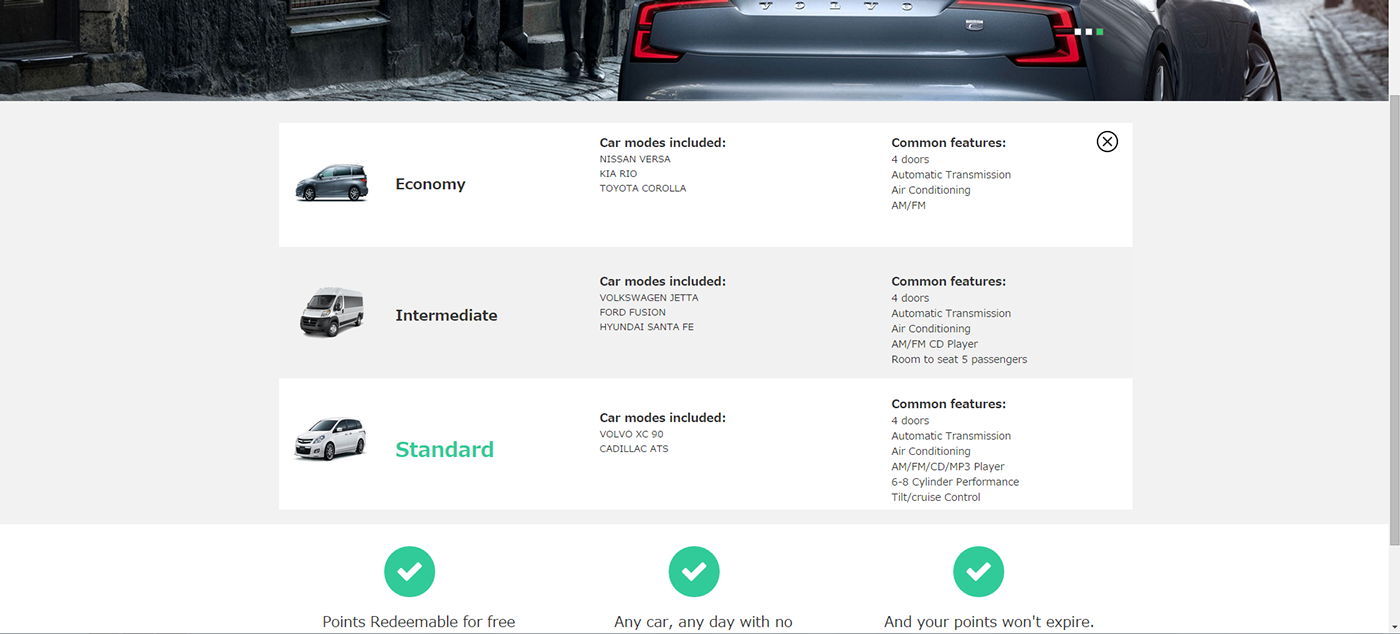 VOLVO
Economy
Car modes included:
NISSAN VERSA
KIA RIO
TOYOTA COROLLA
Common features:
4 doors
Automatic Transmission
Air Conditioning
AM/FM
Intermediate
Car modes included:
VOLKSWAGEN JETTA
FORD FUSION
HYUNDAI SANTA FE
Common features:
4 doors
Automatic Transmission
Air Conditioning
AM/FM CD Player
Room to seat 5 passengers
Standard
Car modes included:
VOLVO XC 90
CADILLAC ATS
Common features:
4 doors
Automatic Transmission
Air Conditioning
AM/FM/CD/MP3 Player
6-8 Cylinder Performance
Tilt/cruise Control
Points Redeemable for free
Any car, any day with no
And your points won't expire.